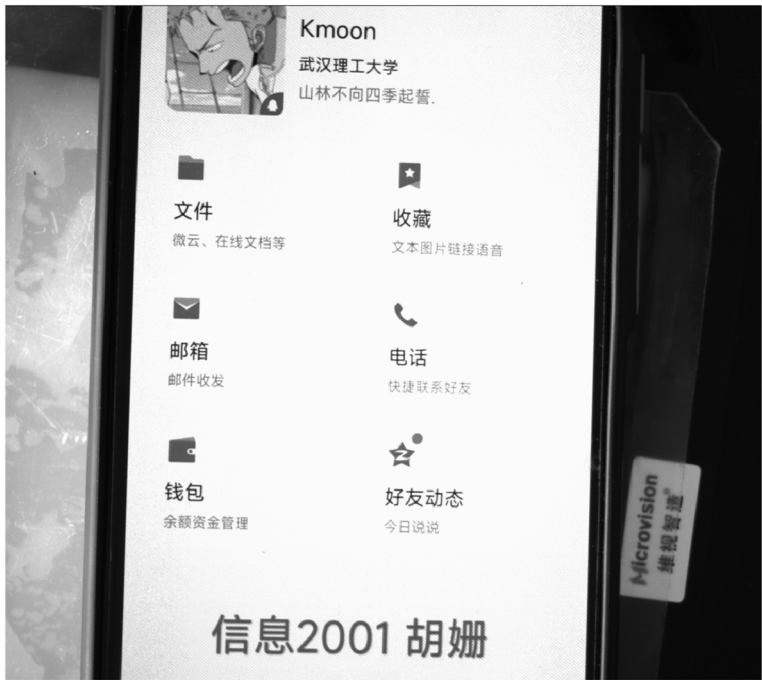 Kmoon
武汉理工大学
山林不向四季起誓.
文件
微云、在线文档等
收藏
文本图片链接语音
邮箱
邮件收发
电话
快捷联系好友
钱包
余额资金管理
好友动态
今日说说
Microvision
维视智造®
信息2001 胡姗